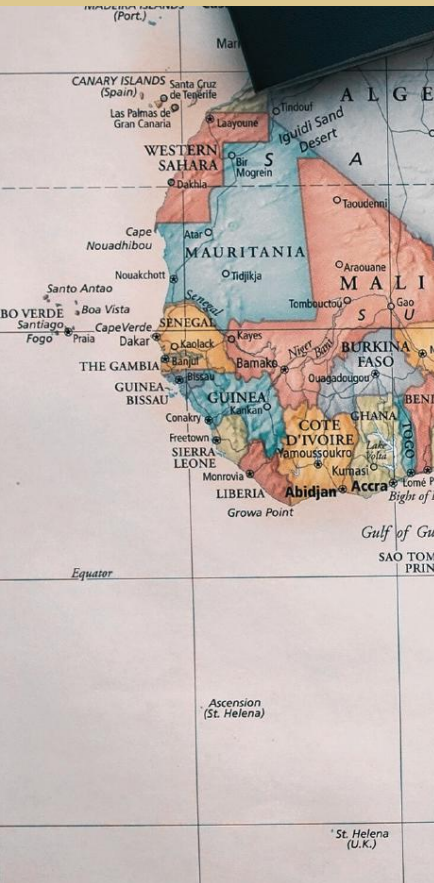 MADEIRA ISLANDS
(Port.)
CANARY ISLANDS
(Spain)
Santa Cruz
de Tenerife
Las Palmas de
Gran Canaria
Tindouf
ALGE
Laayoune
Iguidi Sand
Desert
WESTERN
SAHARA
Bir
Mogrein
S A
Dakhia
Taoudenni
Cape
Nouadhibou
Atar
MAURITANIA
Araouane
Nouakchott
Tidjikja
MALI
Santo Antao
Tombouctou
Gao
BO VERDE
Boa Vista
Senegal
S U
Santiago
Cape Verde
SENEGAL
Fogo
Praia
Dakar
Kaolack
Kayes
Niger
Bani
BURKINA
FASO
THE GAMBIA
Banjul
Bamako
Ouagadougou
GUINEA-
BISSAU
Bissau
GUINEA
Kankan
BENI
Conakry
COTE
D'IVOIRE
GHANA
TOGO
Freetown
Yamoussoukro
Lake
Volta
SIERRA
LEONE
Kumasi
Monrovia
LIBERIA
Abidjan
Accra
Lomé
P
Bight of
Growa Point
Gulf of Gu
SAO TOM
PRIN
Equator
Ascension
(St. Helena)
St. Helena
(U.K.)